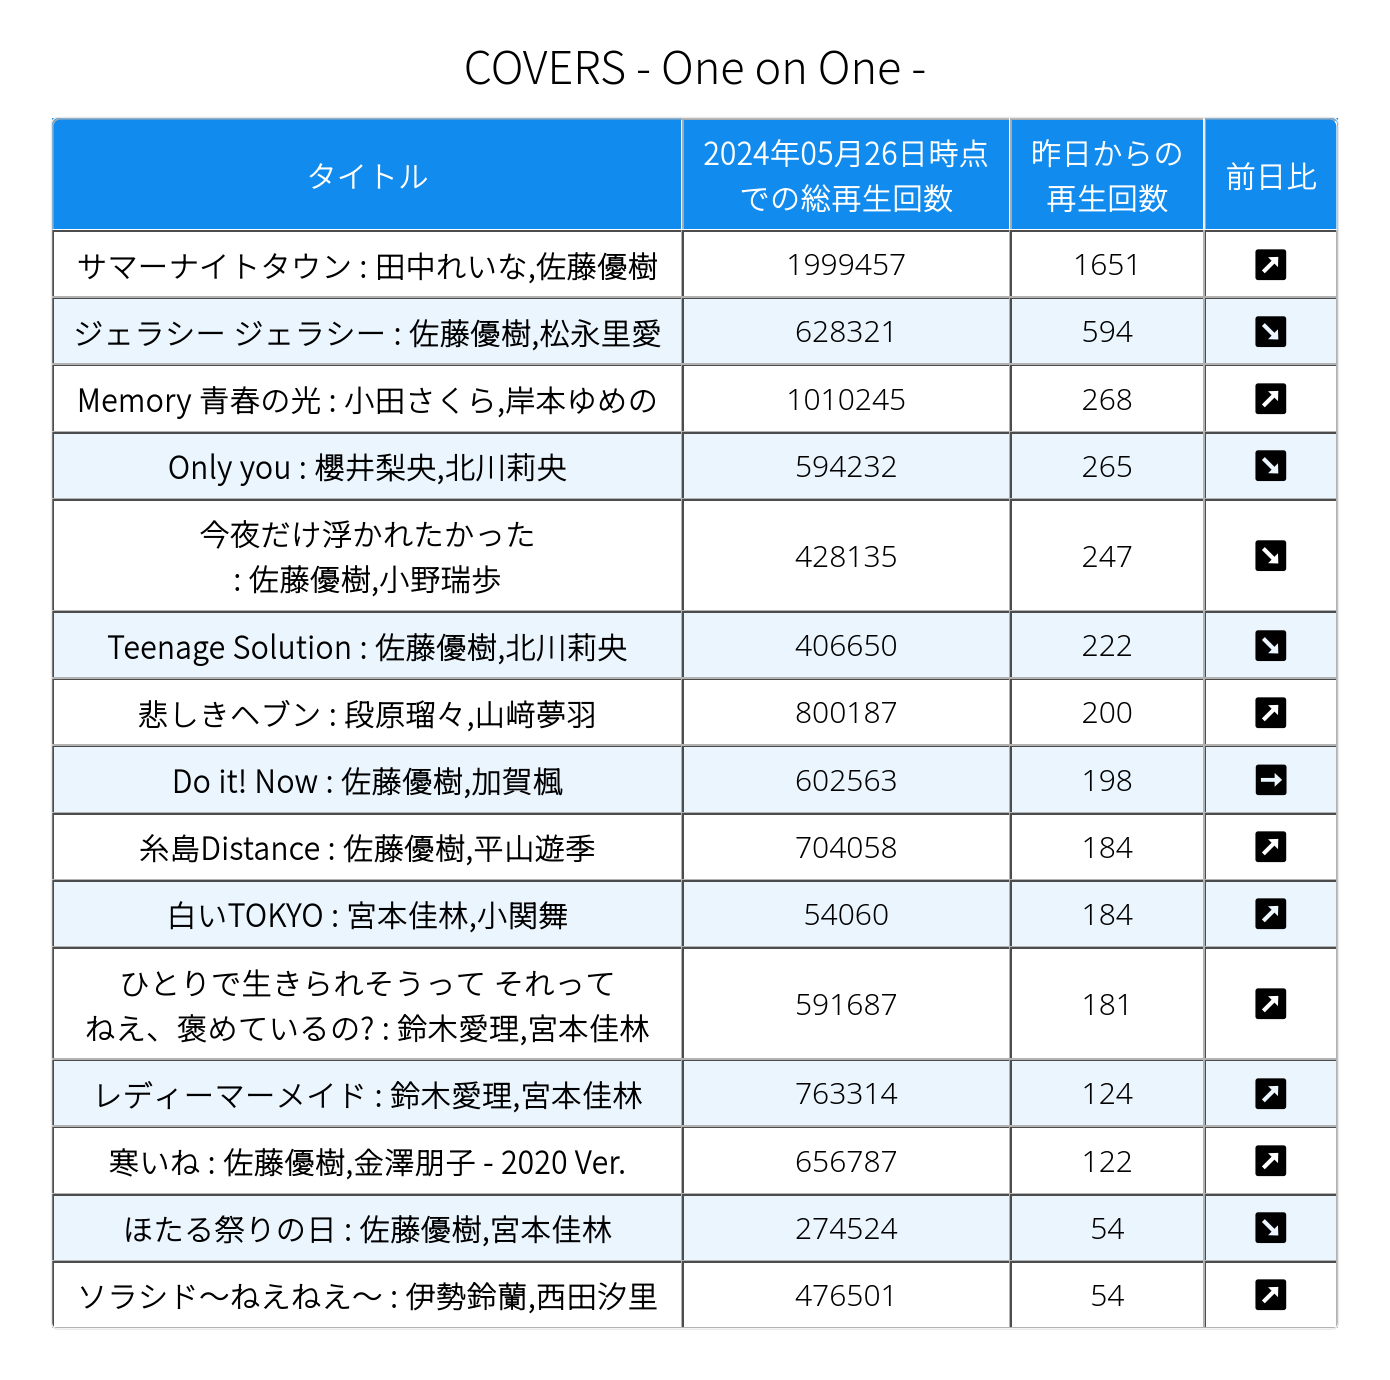 COVERS - One on One -
タイトル
2024年05月26日時点
での総再生回数
昨日からの
再生回数
前日比
サマーナイトタウン : 田中れいな,佐藤優樹 1999457 1651
ジェラシー ジェラシー : 佐藤優樹,松永里愛 628321 594
Memory 青春の光 : 小田さくら,岸本ゆめの 1010245 268
Only you : 櫻井梨央,北川莉央 594232 265
今夜だけ浮かれたかった
: 佐藤優樹,小野瑞歩 428135 247
Teenage Solution : 佐藤優樹,北川莉央 406650 222
悲しきヘブン : 段原瑠々,山﨑夢羽 800187 200
Do it! Now : 佐藤優樹,加賀楓 602563 198
糸島Distance : 佐藤優樹,平山遊季 704058 184
白いTOKYO : 宮本佳林,小関舞 54060 184
ひとりで生きられそうって それって
ねえ、褒めているの? : 鈴木愛理,宮本佳林 591687 181
レディーマーメイド : 鈴木愛理,宮本佳林 763314 124
寒いね : 佐藤優樹,金澤朋子 - 2020 Ver. 656787 122
ほたる祭りの日 : 佐藤優樹,宮本佳林 274524 54
ソラシド〜ねえねえ〜 : 伊勢鈴蘭,西田汐里 476501 54